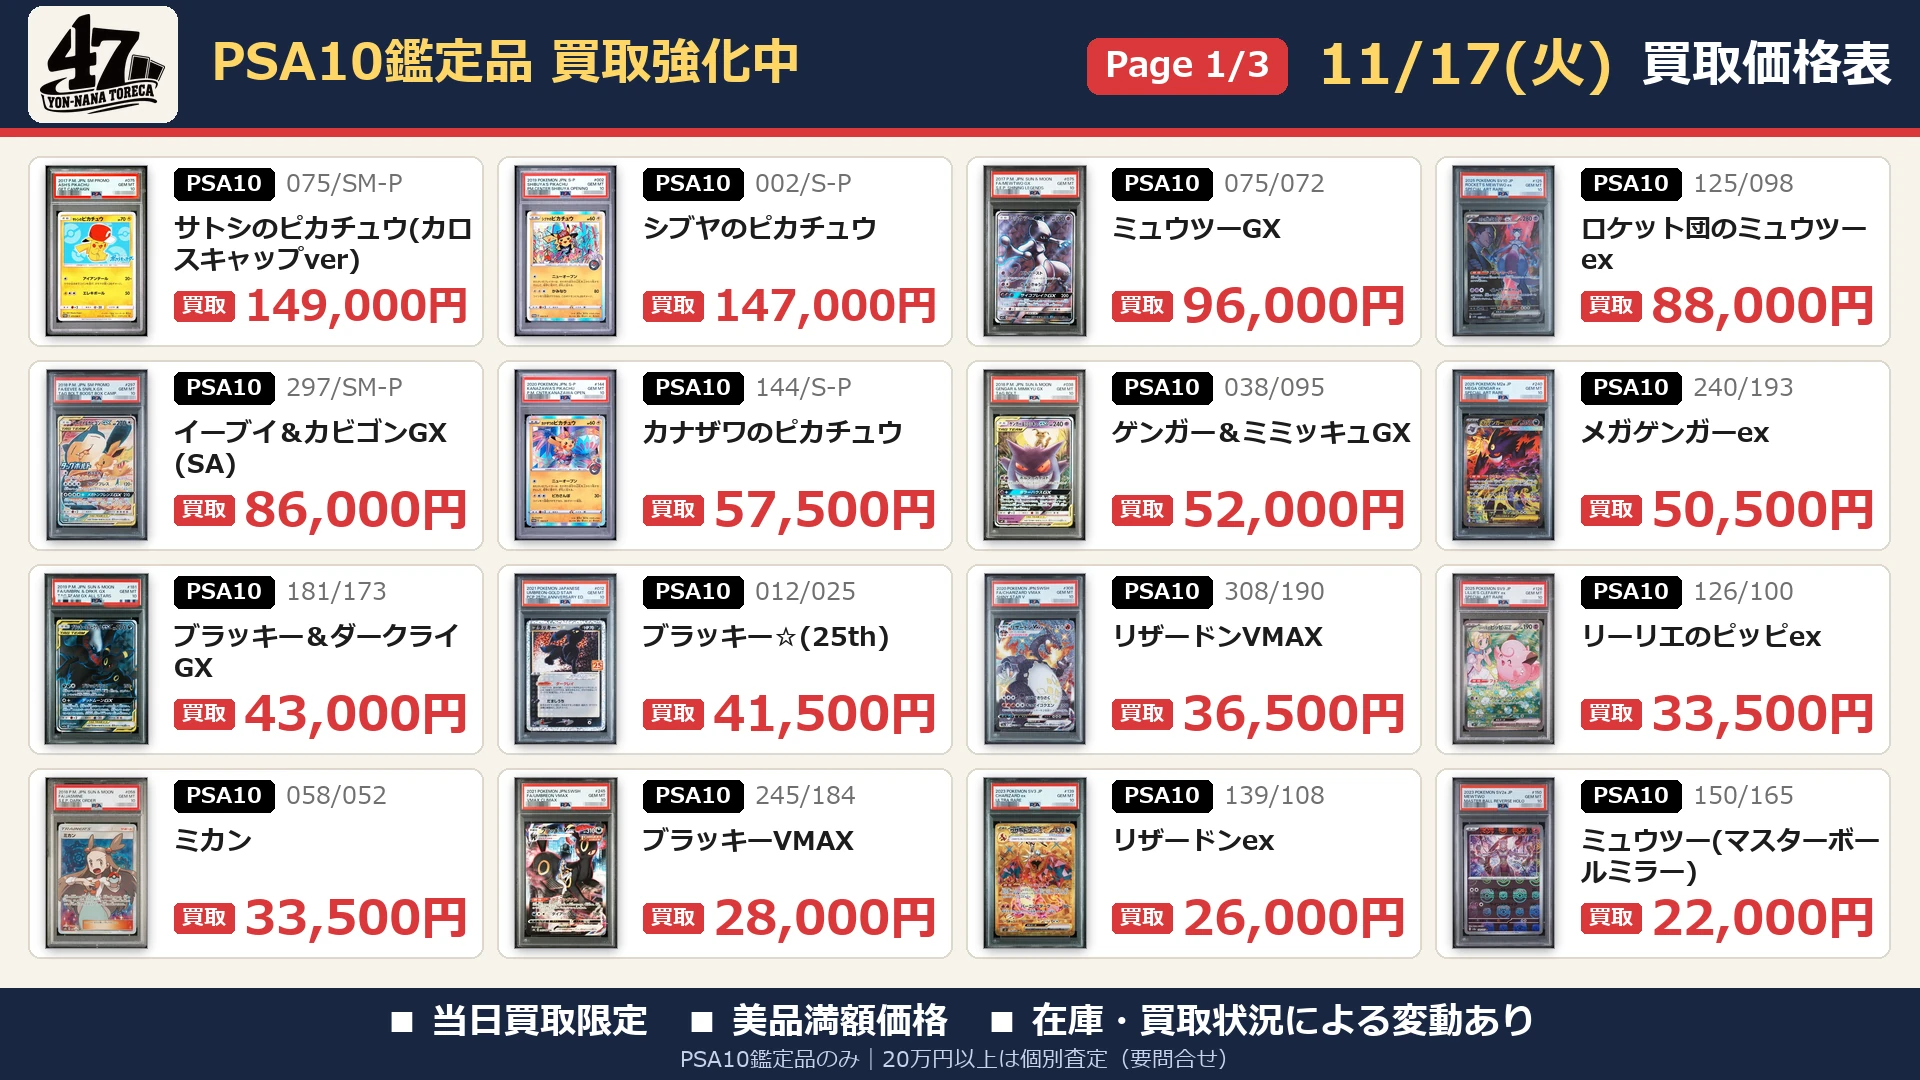 47
YON-NANA TORECA
PSA10鑑定品 買取強化中
Page 1/3
11/17(火) 買取価格表
PSA10 075/SM-P
サトシのピカチュウ(カロ
スキャップver)
買取 149,000円
PSA10 002/S-P
シブヤのピカチュウ
買取 147,000円
PSA10 075/072
ミュウツーGX
買取 96,000円
PSA10 125/098
ロケット団のミュウツー
ex
買取 88,000円
PSA10 297/SM-P
イーブイ＆カビゴンGX
(SA)
買取 86,000円
PSA10 144/S-P
カナザワのピカチュウ
買取 57,500円
PSA10 038/095
ゲンガー＆ミミッキュGX
買取 52,000円
PSA10 240/193
メガゲンガーex
買取 50,500円
PSA10 181/173
ブラッキー＆ダークライ
GX
買取 43,000円
PSA10 012/025
ブラッキー☆(25th)
買取 41,500円
PSA10 308/190
リザードンVMAX
買取 36,500円
PSA10 126/100
リーリエのピッピex
買取 33,500円
PSA10 058/052
ミカン
買取 33,500円
PSA10 245/184
ブラッキーVMAX
買取 28,000円
PSA10 139/108
リザードンex
買取 26,000円
PSA10 150/165
ミュウツー(マスターボー
ルミラー)
買取 22,000円
■ 当日買取限定 ■ 美品満額価格 ■ 在庫・買取状況による変動あり
PSA10鑑定品のみ｜20万円以上は個別査定（要問合せ）